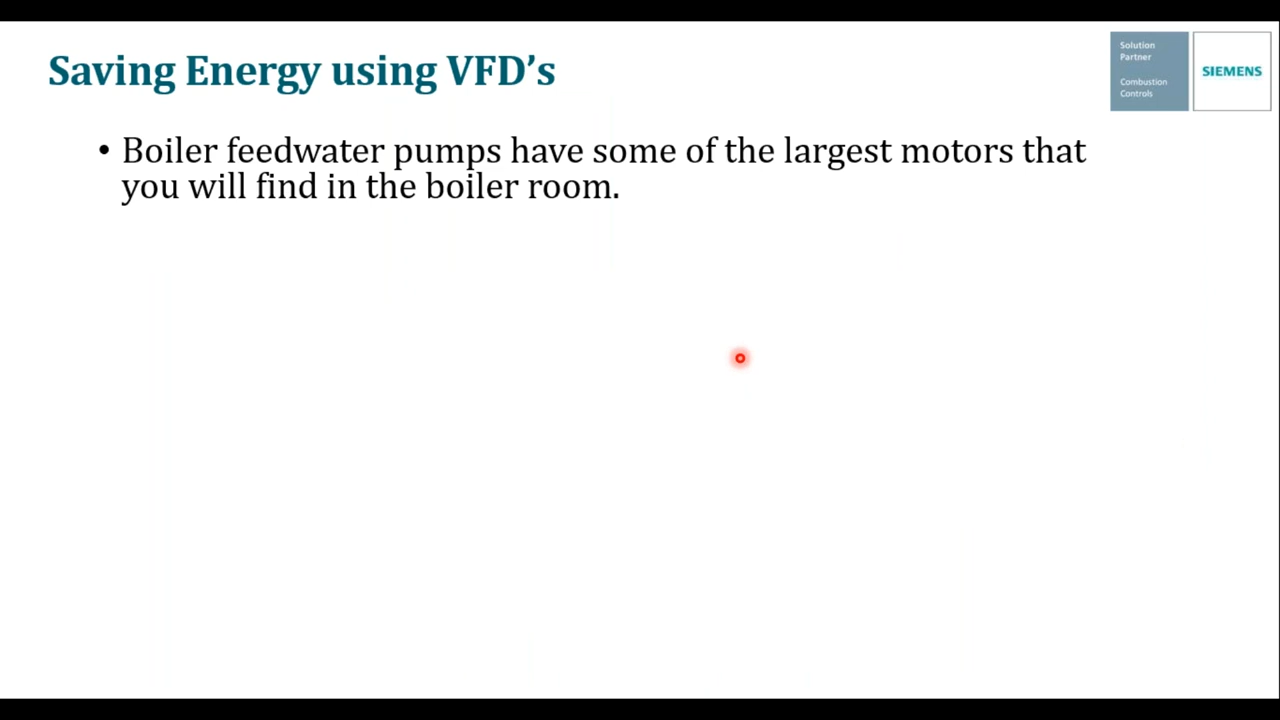 Saving Energy using VFD’s
Solution
Partner
Combustion
Controls
SIEMENS
• Boiler feedwater pumps have some of the largest motors that
you will find in the boiler room.